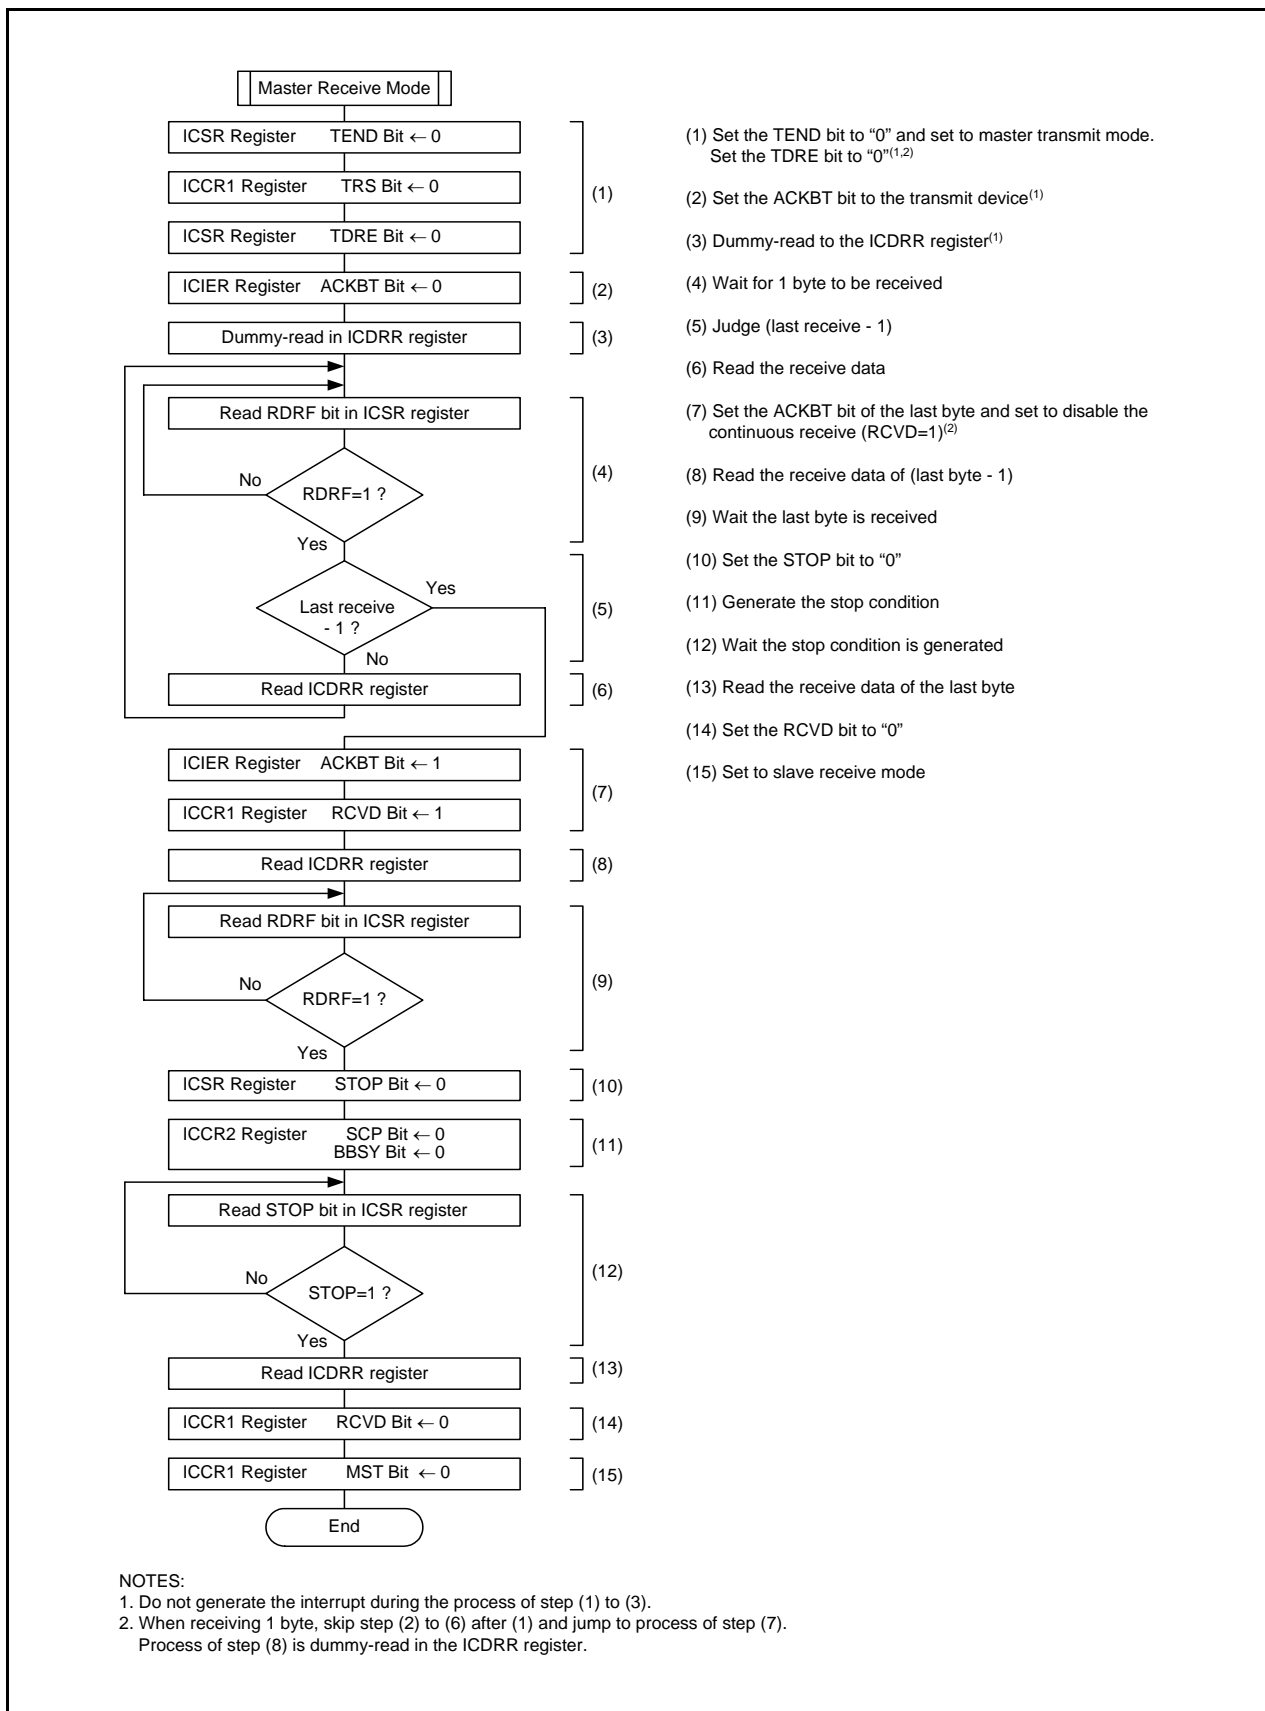 Master Receive Mode
ICSR Register TEND Bit ← 0
ICCR1 Register TRS Bit ← 0
ICSR Register TDRE Bit ← 0
(1)
ICIER Register ACKBT Bit ← 0
(2)
Dummy-read in ICDRR register
(3)
Read RDRF bit in ICSR register
No
RDRF=1 ?
(4)
Yes
Yes
Last receive
- 1 ?
(5)
No
Read ICDRR register
(6)
ICIER Register ACKBT Bit ← 1
ICCR1 Register RCVD Bit ← 1
(7)
Read ICDRR register
(8)
Read RDRF bit in ICSR register
No
RDRF=1 ?
(9)
Yes
ICSR Register STOP Bit ← 0
(10)
ICCR2 Register SCP Bit ← 0
BBSY Bit ← 0
(11)
Read STOP bit in ICSR register
No
STOP=1 ?
(12)
Yes
Read ICDRR register
(13)
ICCR1 Register RCVD Bit ← 0
(14)
ICCR1 Register MST Bit ← 0
(15)
End
(1) Set the TEND bit to “0” and set to master transmit mode.
Set the TDRE bit to “0”(1,2)
(2) Set the ACKBT bit to the transmit device(1)
(3) Dummy-read to the ICDRR register(1)
(4) Wait for 1 byte to be received
(5) Judge (last receive - 1)
(6) Read the receive data
(7) Set the ACKBT bit of the last byte and set to disable the
continuous receive (RCVD=1)(2)
(8) Read the receive data of (last byte - 1)
(9) Wait the last byte is received
(10) Set the STOP bit to “0”
(11) Generate the stop condition
(12) Wait the stop condition is generated
(13) Read the receive data of the last byte
(14) Set the RCVD bit to “0”
(15) Set to slave receive mode
NOTES:
1. Do not generate the interrupt during the process of step (1) to (3).
2. When receiving 1 byte, skip step (2) to (6) after (1) and jump to process of step (7).
Process of step (8) is dummy-read in the ICDRR register.